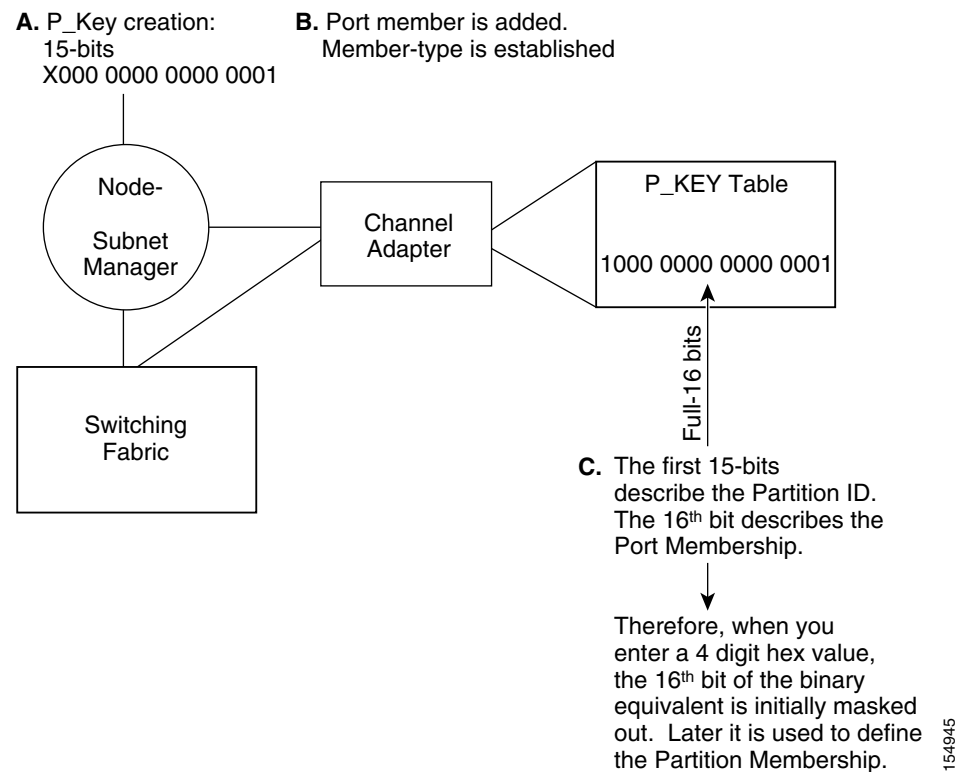 A. P_Key creation:
15-bits
X000 0000 0000 0001
B. Port member is added.
Member-type is established
Node-
Subnet
Manager
Channel
Adapter
P_KEY Table
1000 0000 0000 0001
Full-16 bits
Switching
Fabric
C. The first 15-bits
describe the Partition ID.
The 16th bit describes the
Port Membership.
Therefore, when you
enter a 4 digit hex value,
the 16th bit of the binary
equivalent is initially masked
out. Later it is used to define
the Partition Membership.
154945